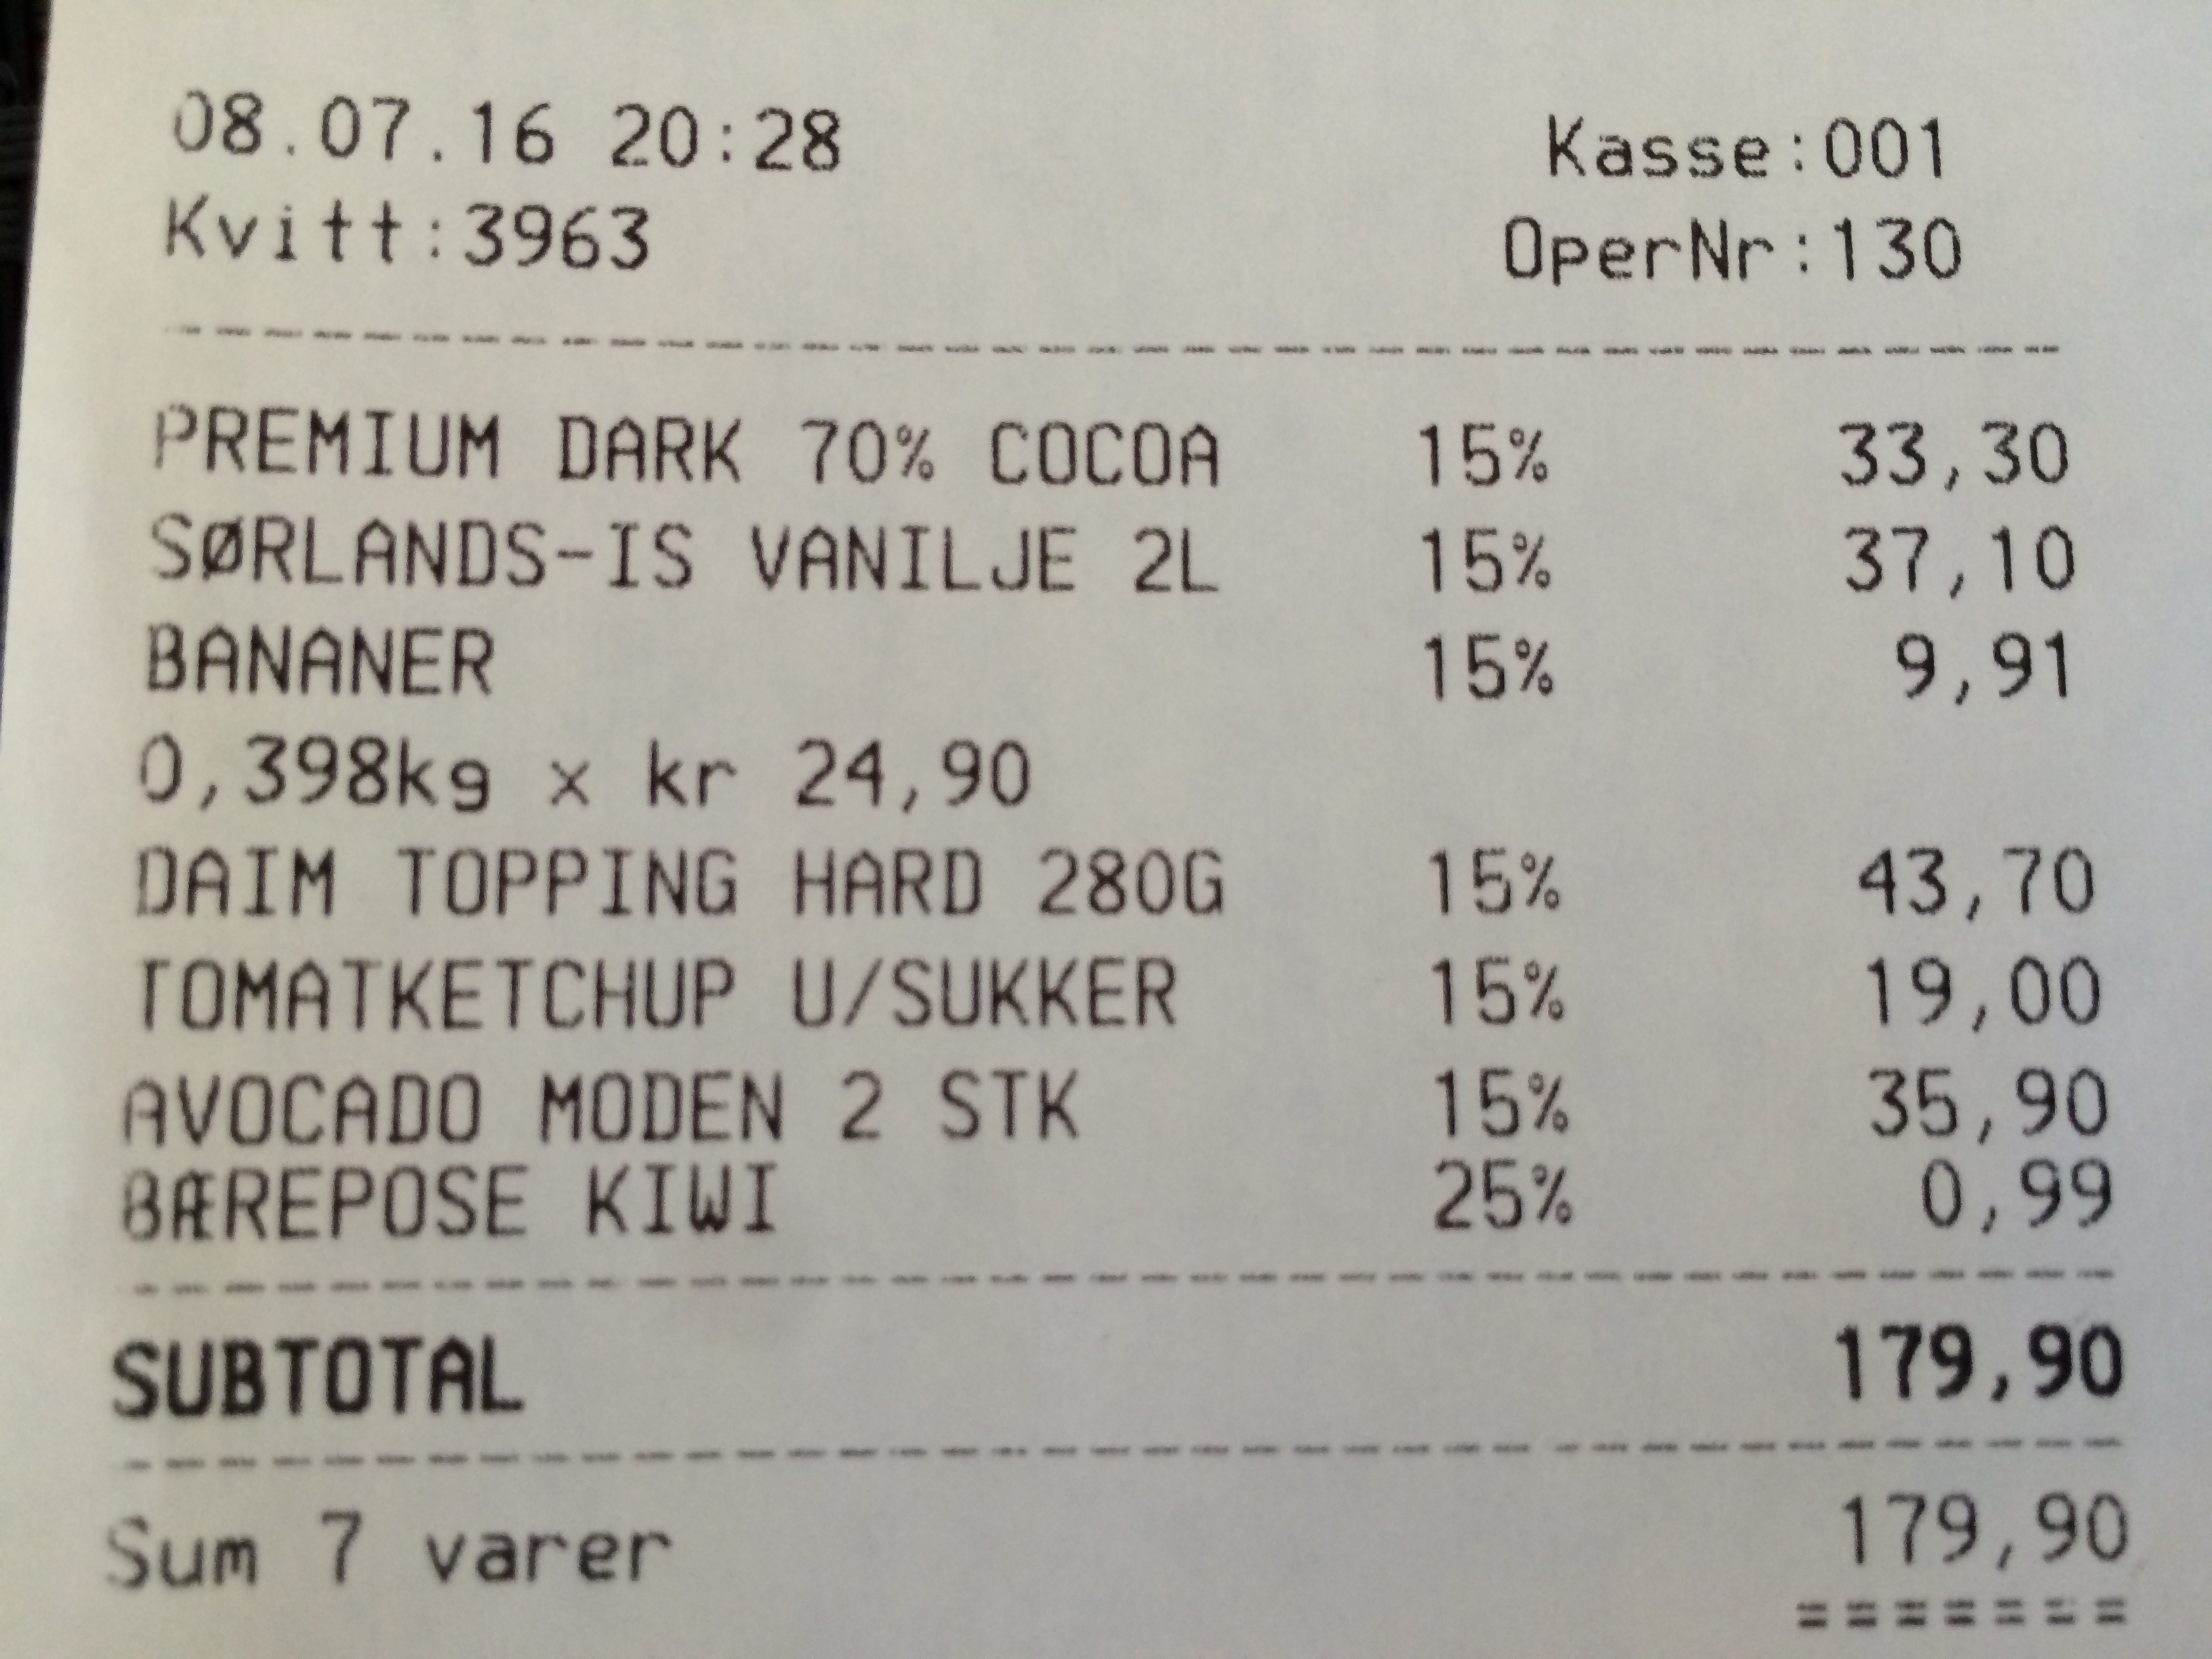 08.07.16 20:28 Kasse:001
Kvitt:3963 OperNr:130
PREMIUM DARK 70% COCOA 15% 33,30
SØRLANDS-IS VANILJE 2L 15% 37,10
BANANER 15% 9,91
0,398kg x kr 24,90
DAIM TOPPING HARD 280G 15% 43,70
TOMATKETCHUP U/SUKKER 15% 19,00
AVOCADO MODEN 2 STK 15% 35,90
BÆREPOSE KIWI 25% 0,99
SUBTOTAL 179,90
Sum 7 varer 179,90